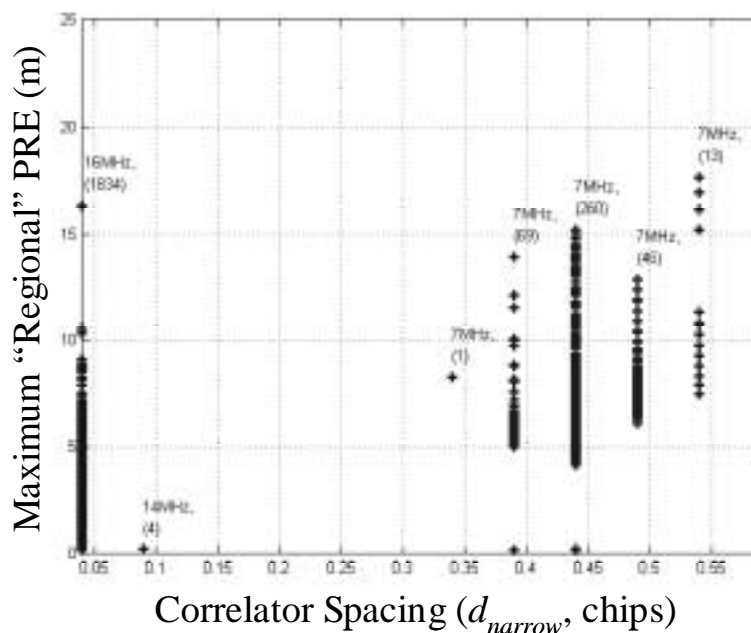 Maximum “Regional” PRE (m)
25
20
15
10
5
0
16MHz,
(1834)
14MHz,
(4)
7MHz,
(1)
7MHz,
(69)
7MHz,
(260)
7MHz,
(46)
7MHz,
(13)
0.05
0.1
0.15
0.2
0.25
0.3
0.35
0.4
0.45
0.5
0.55
Correlator Spacing (d_narrow, chips)